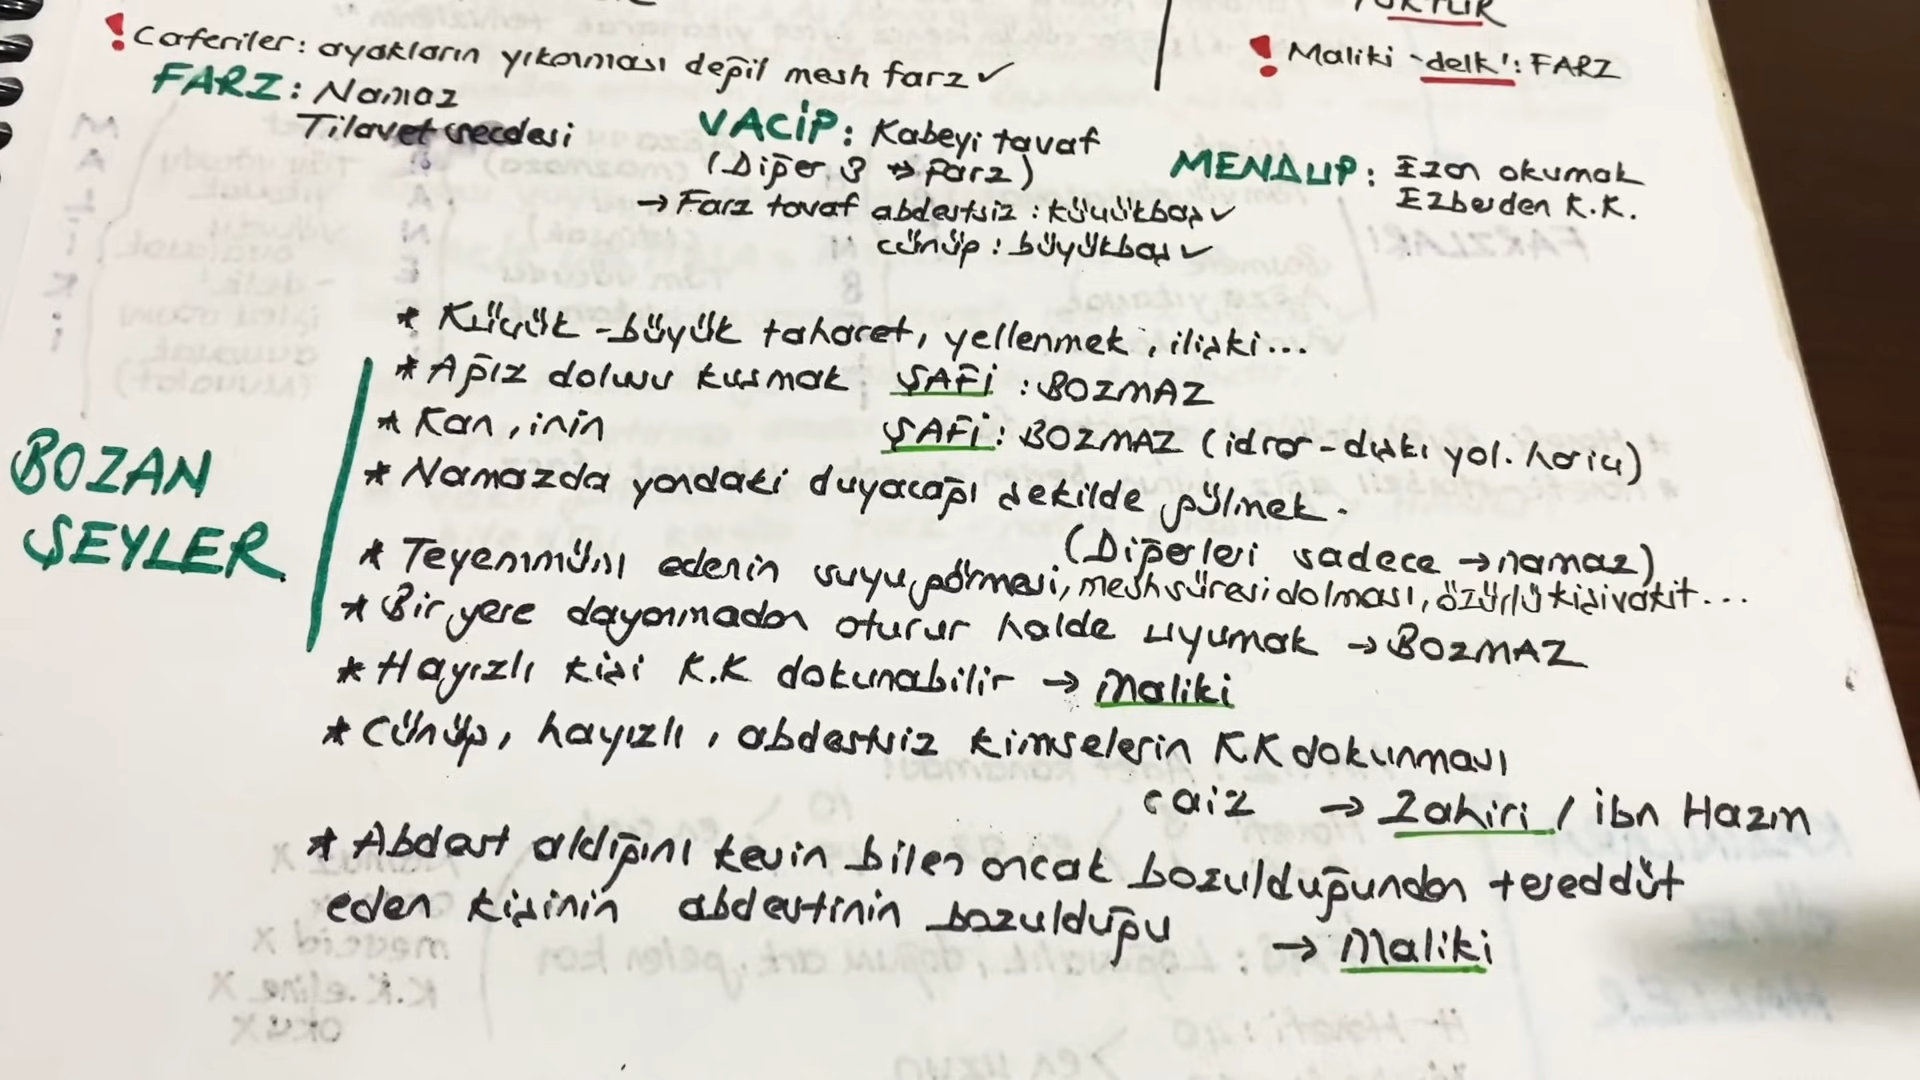 ! Caferiler: ayakların yıkanması değil mesh farz ✓
! Maliki - delk': FARZ
FARZ: Namaz
Tilavet secdesi
VACİP: Kabeyi tavaf
(Diğer 3 → farz)
→ Farz tavaf abdestsiz: küçükbaş ✓
cünüp: büyükbaş ✓
MENDUP: Ezan okumak
Ezberden K.K.
BOZAN ŞEYLER
* Küçük - büyük taharet, yellenmek, ilişki...
* Ağız dolusu kusmak ŞAFİ: BOZMAZ
* Kan, irin ŞAFİ: BOZMAZ (idrar - dışkı yol. hariç)
* Namazda yandaki duyacağı şekilde gülmek.
(Diğerleri sadece → namaz)
* Teyemmüm edenin suyu görmesi, mesh süresi dolması, özürlü kişi vakit...
* Bir yere dayanmadan oturur halde uyumak → BOZMAZ
* Hayızlı kişi K.K dokunabilir → Maliki
* Cünüp, hayızlı, abdestsiz kimselerin KK dokunması
caiz → Zahiri / ibn Hazm
* Abdest aldığını kesin bilen ancak bozulduğundan tereddüt
eden kişinin abdestinin bozulduğu → Maliki